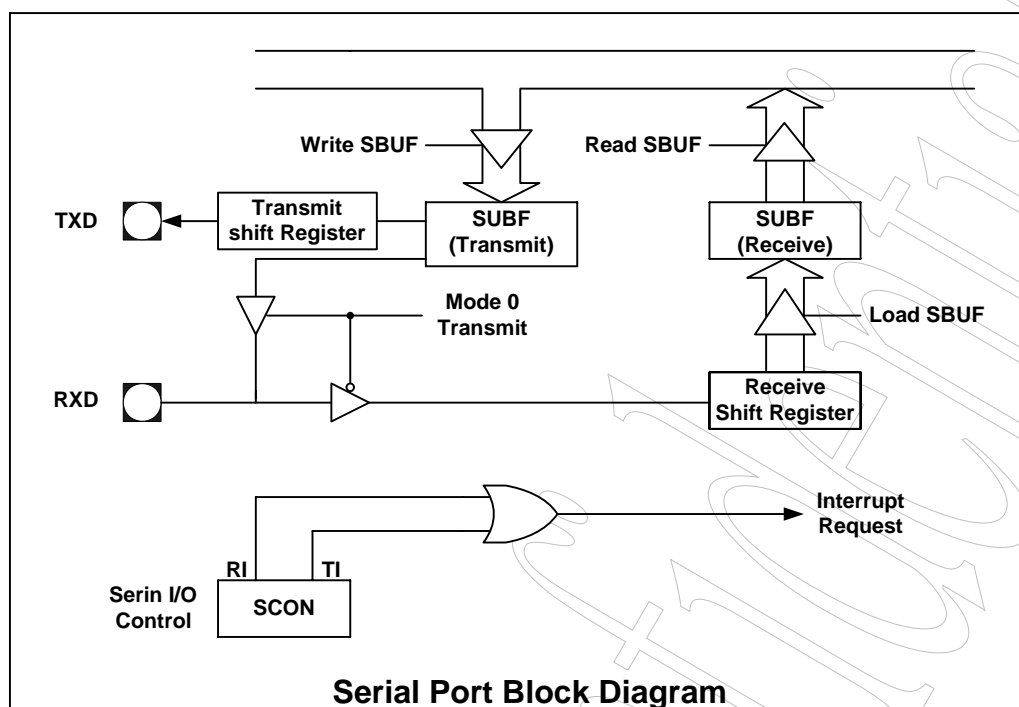 Write SBUF
Read SBUF
TXD
Transmit
shift Register
SUBF
(Transmit)
SUBF
(Receive)
Mode 0
Transmit
Load SBUF
RXD
Receive
Shift Register
Interrupt
Request
RI
TI
Serin I/O
Control
SCON
Serial Port Block Diagram